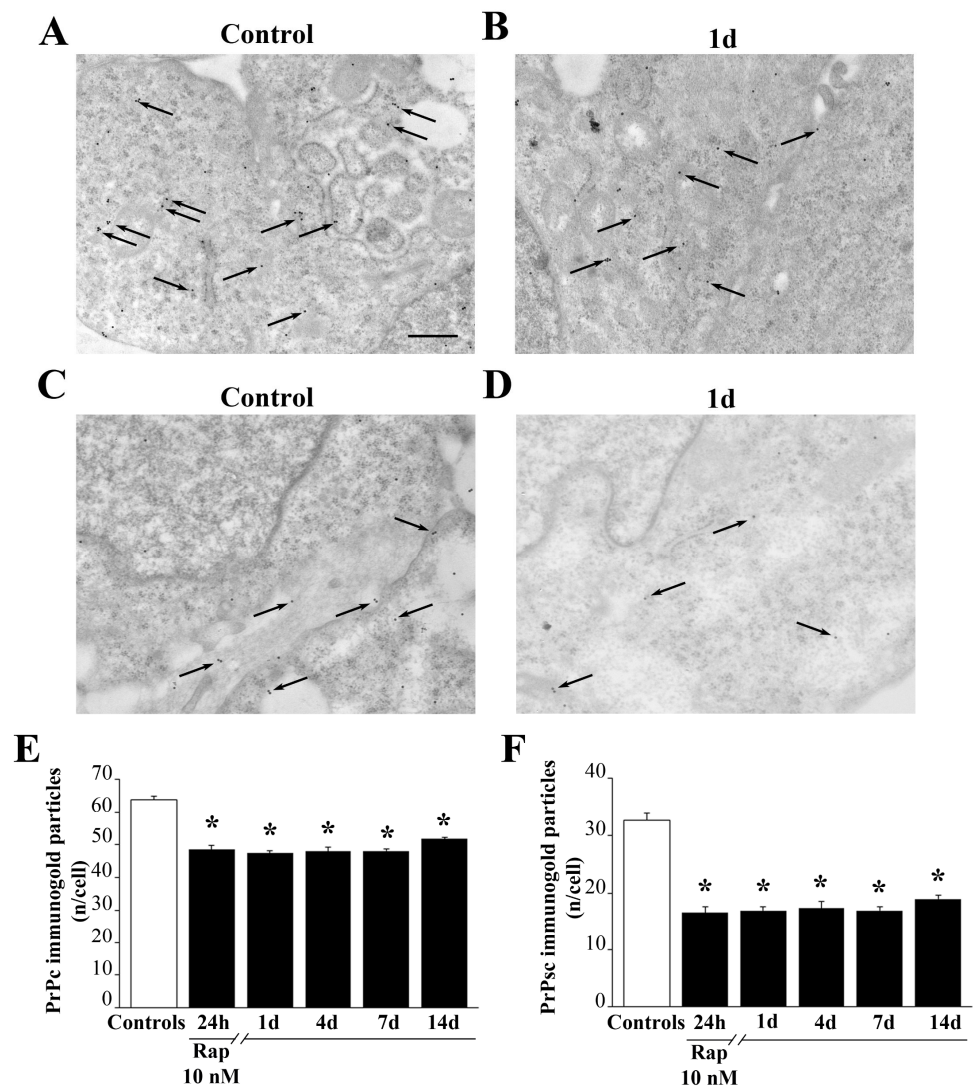 A
Control
B
1d
C
Control
D
1d
E
PrPc immunogold particles
(n/cell)
70
60
50
40
30
20
10
0
*
*
*
*
*
Controls
24h
1d
4d
7d
14d
Rap
10 nM
F
PrPsc immunogold particles
(n/cell)
40
30
20
10
0
*
*
*
*
*
Controls
24h
1d
4d
7d
14d
Rap
10 nM